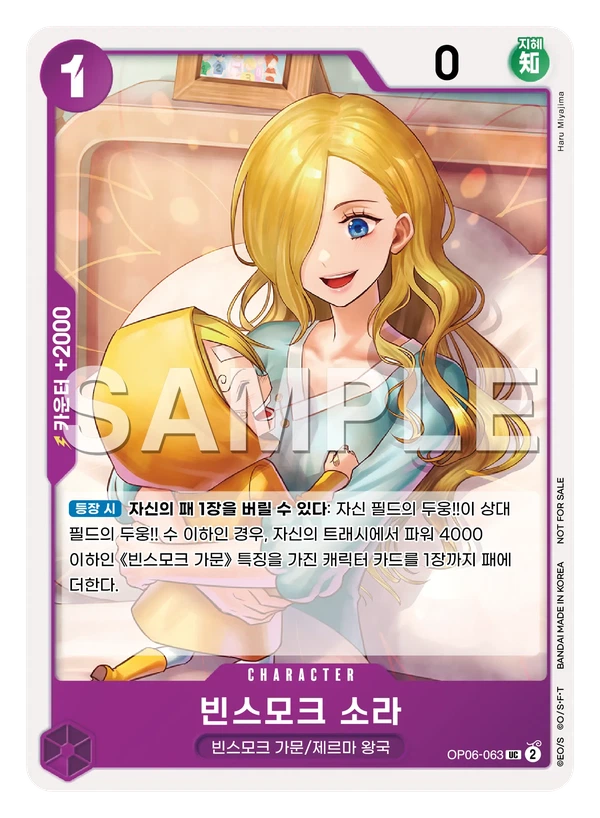 1
0
지혜
知
Haru Miyajima
카운터 +2000
SAMPLE
등장 시 자신의 패 1장을 버릴 수 있다: 자신 필드의 두웅!!이 상대
필드의 두웅!! 수 이하인 경우, 자신의 트래시에서 파워 4000
이하인 《빈스모크 가문》 특징을 가진 캐릭터 카드를 1장까지 패에
더한다.
CHARACTER
빈스모크 소라
빈스모크 가문/제르마 왕국
OP06-063 UC 2
©EO/S ©O/S·F·T BANDAI MADE IN KOREA NOT FOR SALE